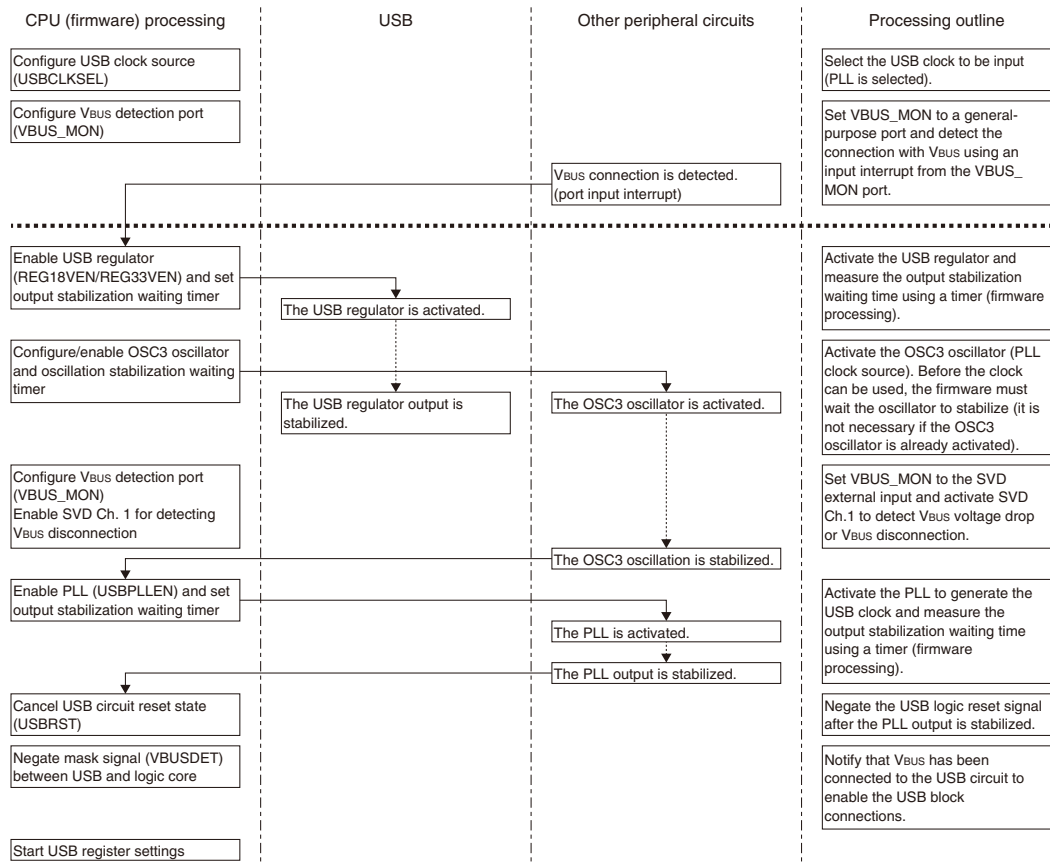 CPU (firmware) processing
USB
Other peripheral circuits
Processing outline
Configure USB clock source
(USBCLKSEL)
Select the USB clock to be input
(PLL is selected).
Configure VBUS detection port
(VBUS_MON)
Set VBUS_MON to a general-
purpose port and detect the
connection with VBUS using an
input interrupt from the VBUS_
MON port.
VBUS connection is detected.
(port input interrupt)
Enable USB regulator
(REG18VEN/REG33VEN) and set
output stabilization waiting timer
Activate the USB regulator and
measure the output stabilization
waiting time using a timer (firmware
processing).
The USB regulator is activated.
Configure/enable OSC3 oscillator
and oscillation stabilization waiting
timer
Activate the OSC3 oscillator (PLL
clock source). Before the clock
can be used, the firmware must
wait the oscillator to stabilize (it is
not necessary if the OSC3
oscillator is already activated).
The USB regulator output is
stabilized.
The OSC3 oscillator is activated.
Configure VBUS detection port
(VBUS_MON)
Enable SVD Ch. 1 for detecting
VBUS disconnection
Set VBUS_MON to the SVD
external input and activate SVD
Ch.1 to detect VBUS voltage drop
or VBUS disconnection.
The OSC3 oscillation is stabilized.
Enable PLL (USBPLLEN) and set
output stabilization waiting timer
Activate the PLL to generate the
USB clock and measure the
output stabilization waiting time
using a timer (firmware
processing).
The PLL is activated.
The PLL output is stabilized.
Cancel USB circuit reset state
(USBRST)
Negate the USB logic reset signal
after the PLL output is stabilized.
Negate mask signal (VBUSDET)
between USB and logic core
Notify that VBUS has been
connected to the USB circuit to
enable the USB block
connections.
Start USB register settings